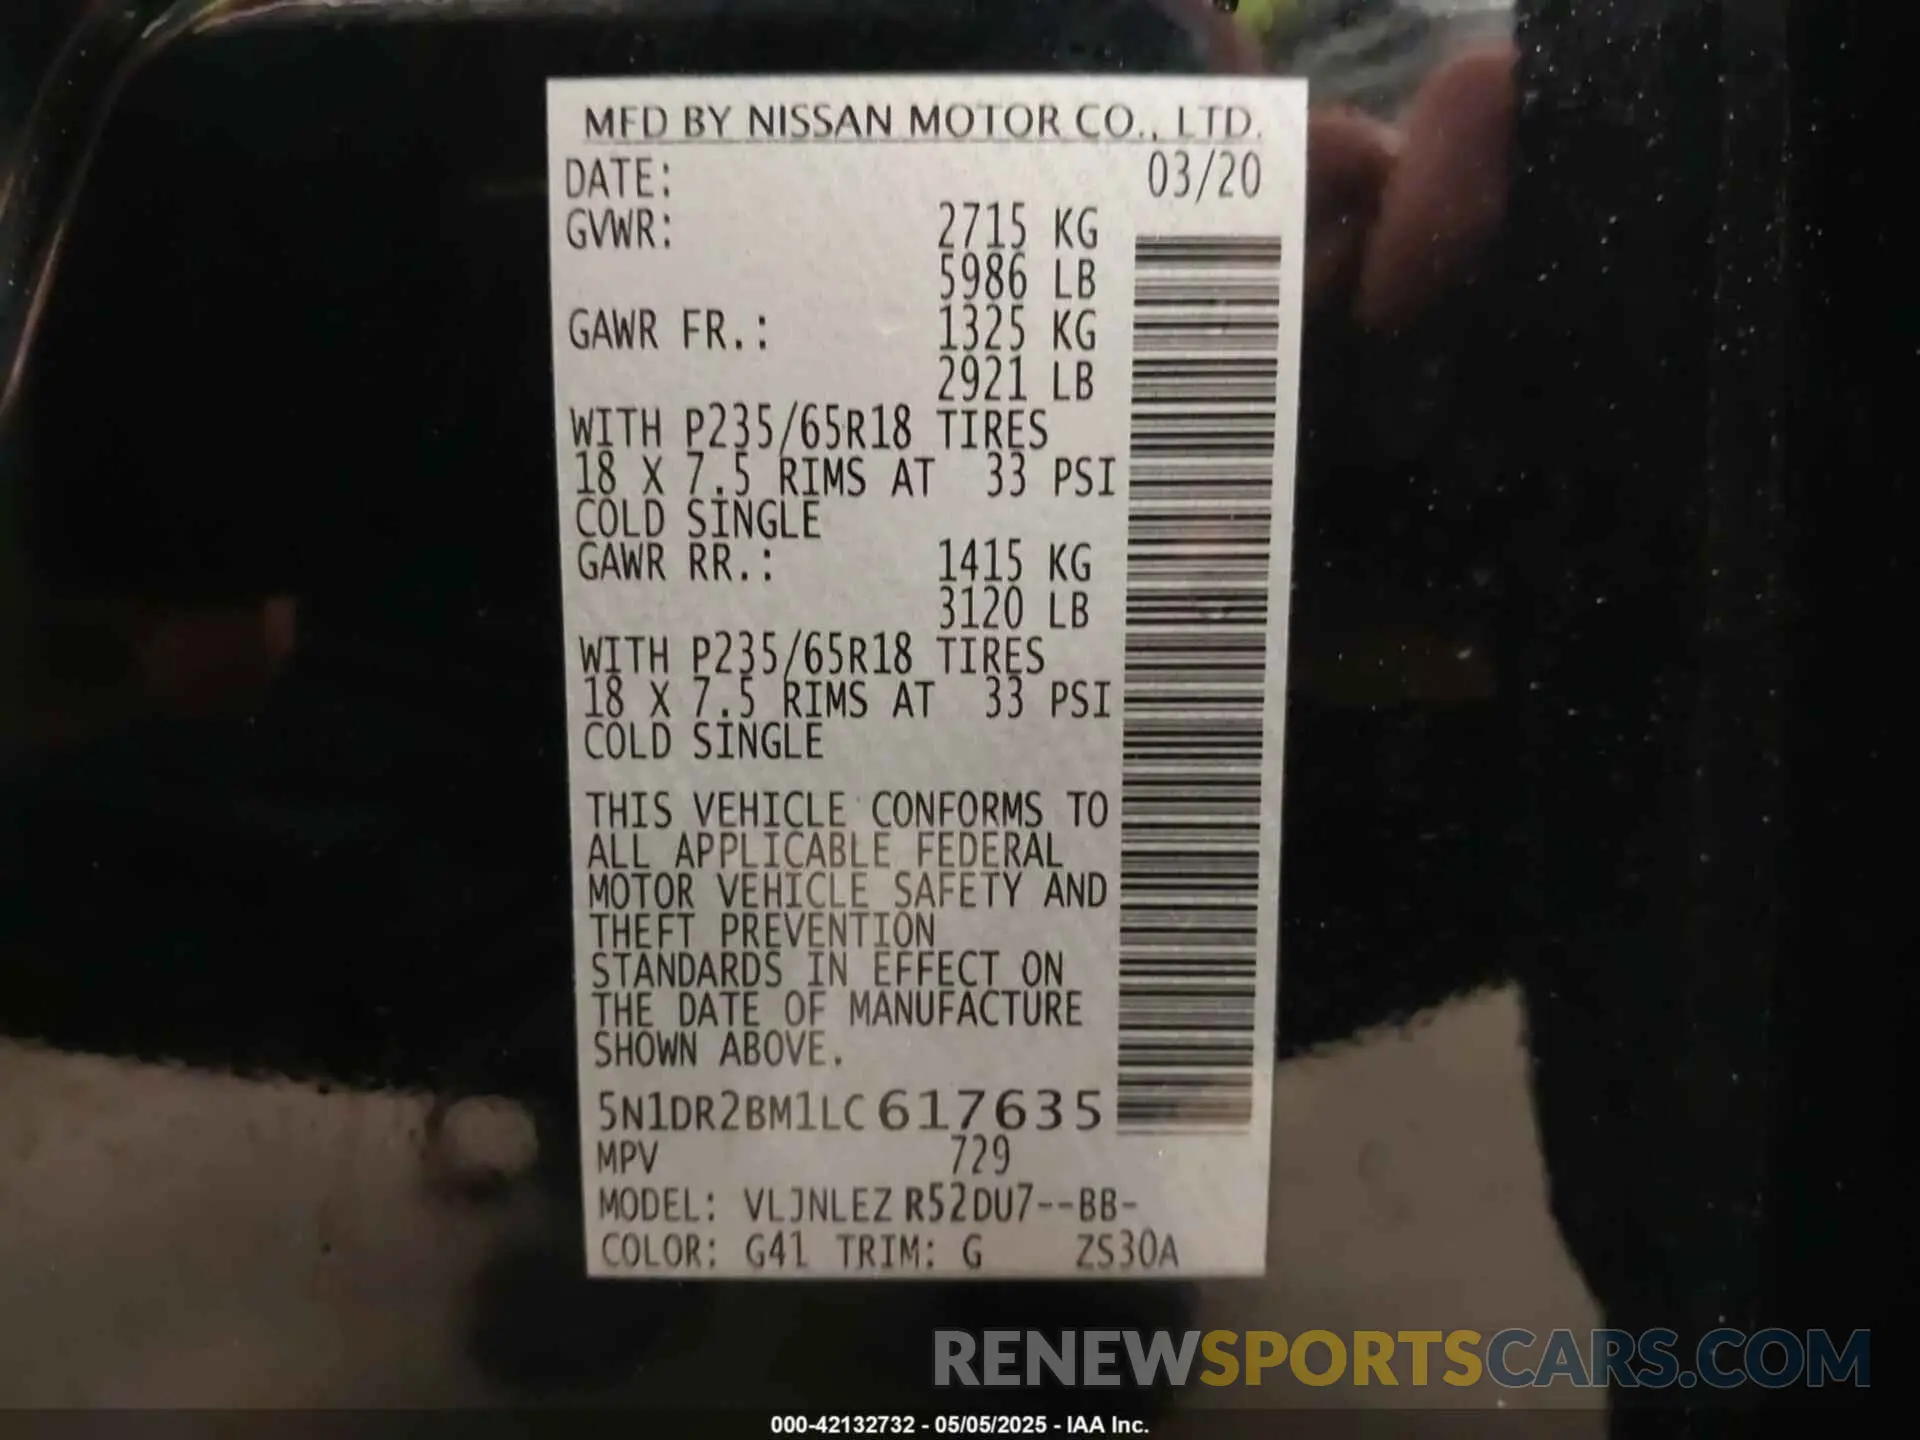 MFD BY NISSAN MOTOR CO., LTD.
DATE: 03/20
GVWR: 2715 KG
5986 LB
GAWR FR.: 1325 KG
2921 LB
WITH P235/65R18 TIRES
18 X 7.5 RIMS AT 33 PSI
COLD SINGLE
GAWR RR.: 1415 KG
3120 LB
WITH P235/65R18 TIRES
18 X 7.5 RIMS AT 33 PSI
COLD SINGLE
THIS VEHICLE CONFORMS TO
ALL APPLICABLE FEDERAL
MOTOR VEHICLE SAFETY AND
THEFT PREVENTION
STANDARDS IN EFFECT ON
THE DATE OF MANUFACTURE
SHOWN ABOVE.
5N1DR2BM1LC617635
MPV 729
MODEL: VLJNLEZ R52DU7--BB-
COLOR: G41 TRIM: G ZS30A
RENEWSPORTSCARS.COM
000-42132732 - 05/05/2025 - IAA Inc.